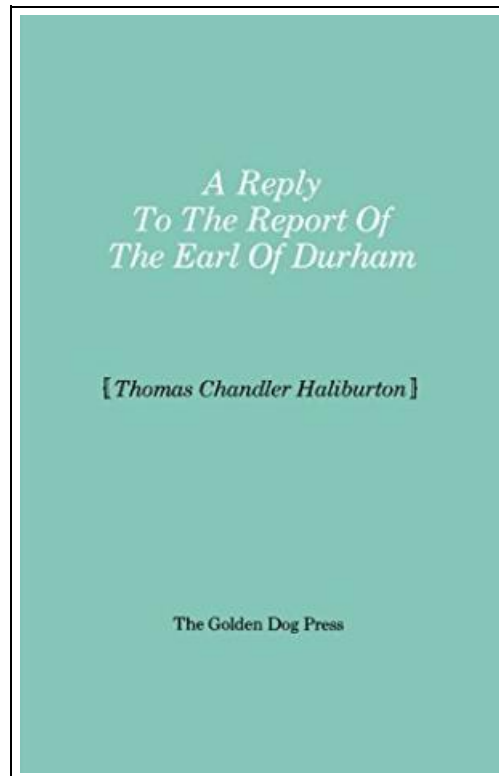 A Reply
To The Report Of
The Earl Of Durham
⟦Thomas Chandler Haliburton⟧
The Golden Dog Press